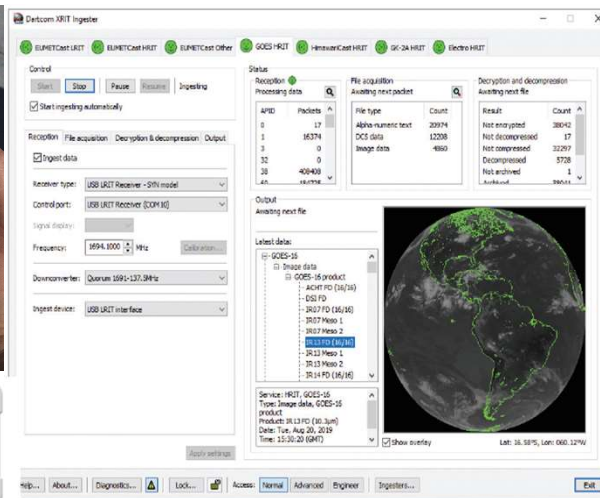 Dartcom XRIT Ingester
EUMETCast LRIT
EUMETCast HRIT
EUMETCast Other
GOES HRIT
HimawariCast HRIT
GK-2A HRIT
Electro HRIT
Control
Start
Stop
Pause
Resume
Ingesting
Start ingesting automatically
Reception
File acquisition
Decryption & decompression
Output
Ingest data
Receiver type:
USB LRIT Receiver - SYN model
Control port:
USB LRIT Receiver (COM10)
Signal display:
Frequency:
1694.1000
MHz
Calibration...
Downconverter:
Quorum 1691-137.5MHz
Ingest device:
USB LRIT interface
Apply settings
Status
Reception
Processing data
APID Packets
0 17
1 16374
3 0
32 0
38 408408
File acquisition
Awaiting next packet
File type Count
Alpha-numeric text 20974
DCS data 12208
Image data 4860
Decryption and decompression
Awaiting next file
Result Count
Not encrypted 38042
Not decompressed 17
Not compressed 32297
Decompressed 5728
Not archived 1
Output
Awaiting next file
Latest data:
GOES-16
Image data
GOES-16 product
ACHT FD (16/16)
DSI FD
IR07 FD (16/16)
IR07 Meso 1
IR07 Meso 2
IR13 FD (16/16)
IR13 Meso 1
IR13 Meso 2
IR14 FD (16/16)
Service: HRIT, GOES-16
Type: Image data, GOES-16
product
Product: IR13 FD (10.3µm)
Date: Tue, Aug 20, 2019
Time: 15:30:20 (GMT)
Show overlay
Lat: 16.58°S, Lon: 060.12°W
Help...
About...
Diagnostics...
Lock...
Access:
Normal
Advanced
Engineer
Ingesters...
Exit